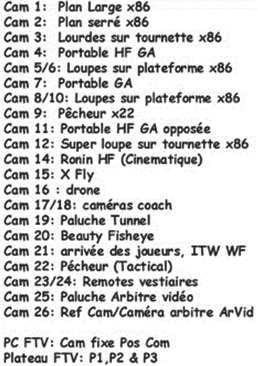 Cam 1: Plan Large x86
Cam 2: Plan serré x86
Cam 3: Lourdes sur tournette x86
Cam 4: Portable HF GA
Cam 5/6: Loupes sur plateforme x86
Cam 7: Portable GA
Cam 8/10: Loupes sur plateforme x86
Cam 9: Pêcheur x22
Cam 11: Portable HF GA opposée
Cam 12: Super loupe sur tournette x86
Cam 14: Ronin HF (Cinematique)
Cam 15: X Fly
Cam 16 : drone
Cam 17/18: caméras coach
Cam 19: Paluche Tunnel
Cam 20: Beauty Fisheye
Cam 21: arrivée des joueurs, ITW WF
Cam 22: Pécheur (Tactical)
Cam 23/24: Remotes vestiaires
Cam 25: Paluche Arbitre vidéo
Cam 26: Ref Cam/Caméra arbitre ArVid
PC FTV: Cam fixe Pos Com
Plateau FTV: P1,P2 & P3